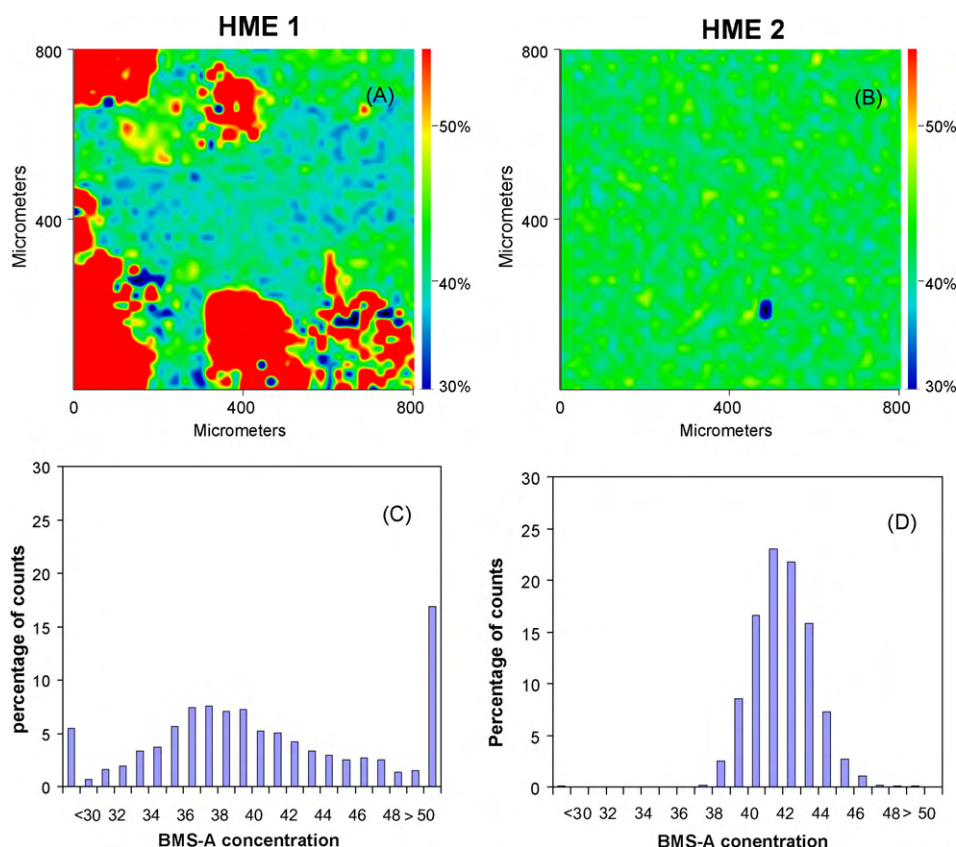 HME 1
HME 2
800
400
0
400
800
Micrometers
Micrometers
(A)
50%
40%
30%
800
400
0
400
800
Micrometers
Micrometers
(B)
50%
40%
30%
30
25
20
15
10
5
0
percentage of counts
(C)
<30 32 34 36 38 40 42 44 46 48 > 50
BMS-A concentration
30
25
20
15
10
5
0
Percentage of counts
(D)
<30 32 34 36 38 40 42 44 46 48 > 50
BMS-A conentration